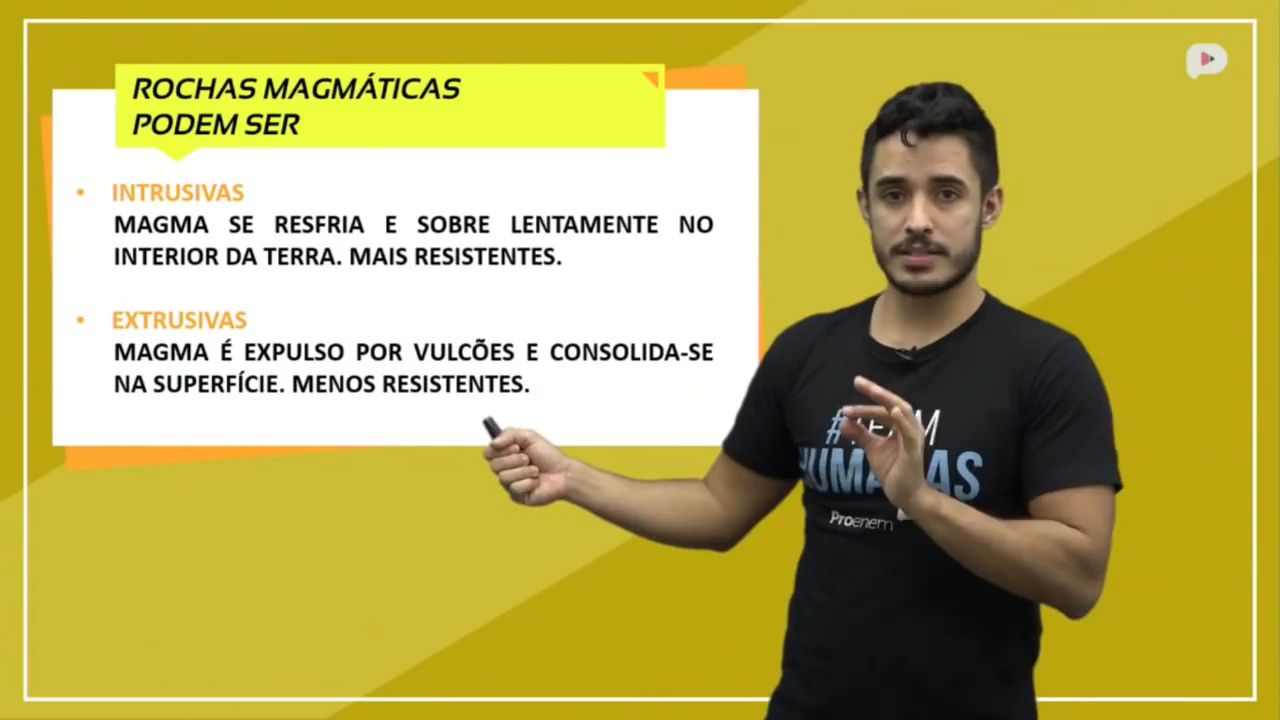 ROCHAS MAGMÁTICAS
PODEM SER
• INTRUSIVAS
MAGMA SE RESFRIA E SOBRE LENTAMENTE NO
INTERIOR DA TERRA. MAIS RESISTENTES.
• EXTRUSIVAS
MAGMA É EXPULSO POR VULCÕES E CONSOLIDA-SE
NA SUPERFÍCIE. MENOS RESISTENTES.
Proenem